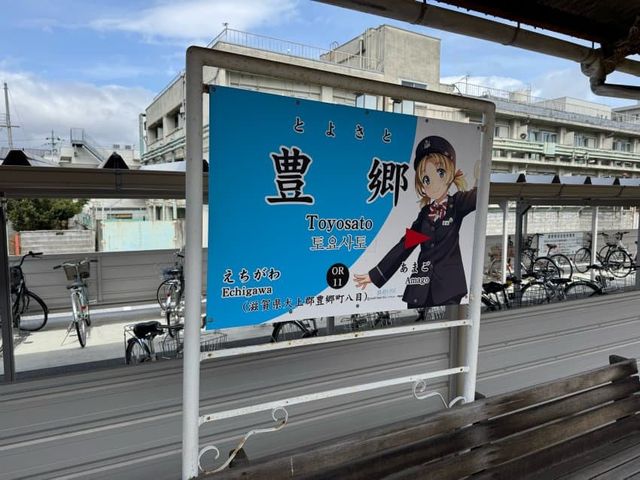 とよさと
豊郷
Toyosato
토요사토
えちがわ
Echigawa
OR
11
あまご
Amago
(滋賀県犬上郡豊郷町八目)